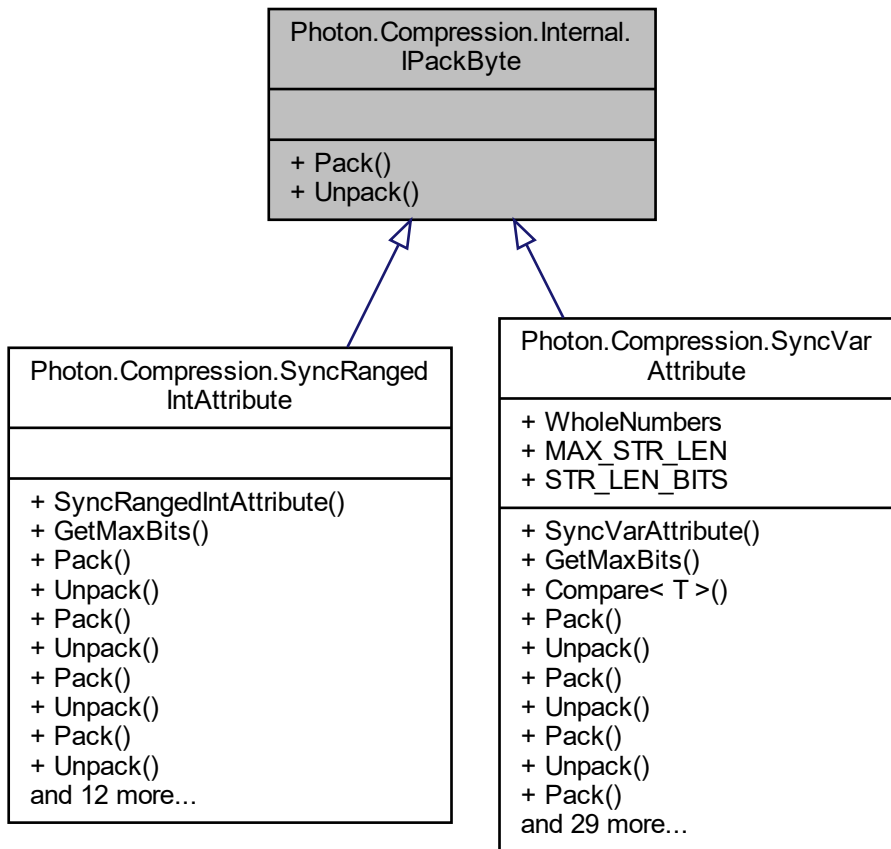 Photon.Compression.Internal.
IPackByte
+ Pack()
+ Unpack()
Photon.Compression.SyncRanged
IntAttribute
+ SyncRangedIntAttribute()
+ GetMaxBits()
+ Pack()
+ Unpack()
+ Pack()
+ Unpack()
+ Pack()
+ Unpack()
+ Pack()
+ Unpack()
and 12 more...
Photon.Compression.SyncVar
Attribute
+ WholeNumbers
+ MAX_STR_LEN
+ STR_LEN_BITS
+ SyncVarAttribute()
+ GetMaxBits()
+ Compare< T >()
+ Pack()
+ Unpack()
+ Pack()
+ Unpack()
+ Pack()
+ Unpack()
+ Pack()
and 29 more...